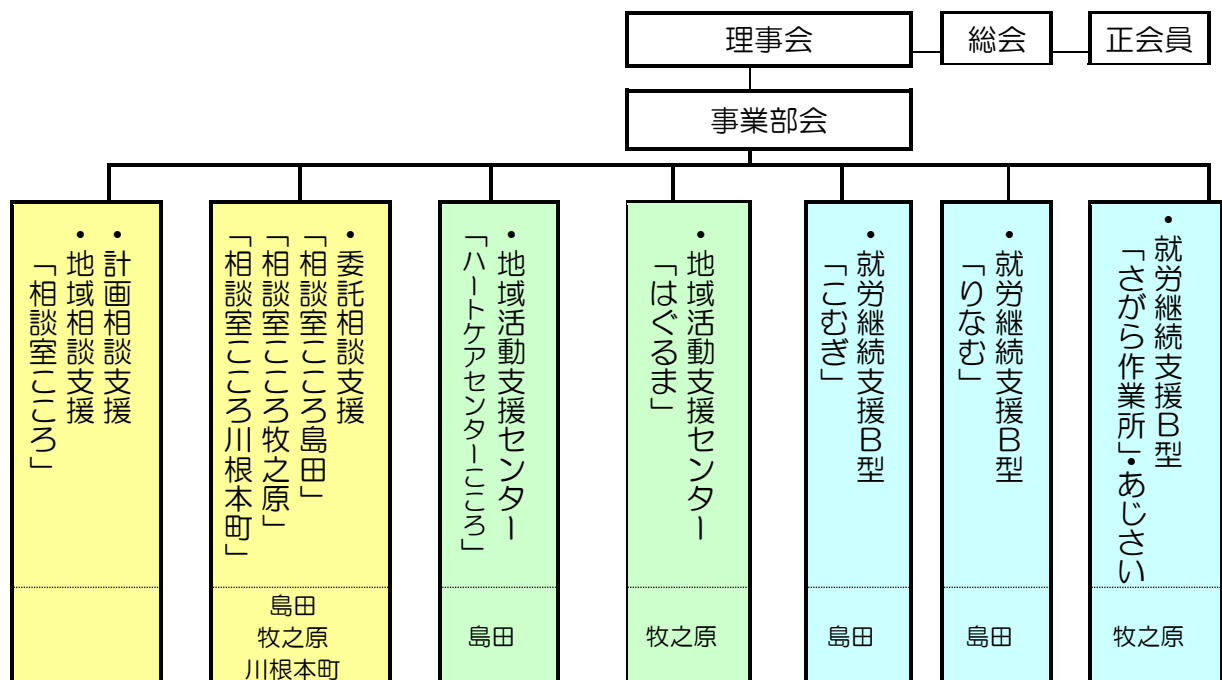 理事会
総会
正会員
事業部会
・計画相談支援
・地域相談支援
「相談室こころ」
・委託相談支援
「相談室こころ島田」
「相談室こころ牧之原」
「相談室こころ川根本町」
島田
牧之原
川根本町
・地域活動支援センター
「ハートケアセンターこころ」
島田
・地域活動支援センター
「はぐるま」
牧之原
・就労継続支援B型
「こむぎ」
島田
・就労継続支援B型
「りなむ」
島田
・就労継続支援B型
「さがら作業所」・あじさい
牧之原